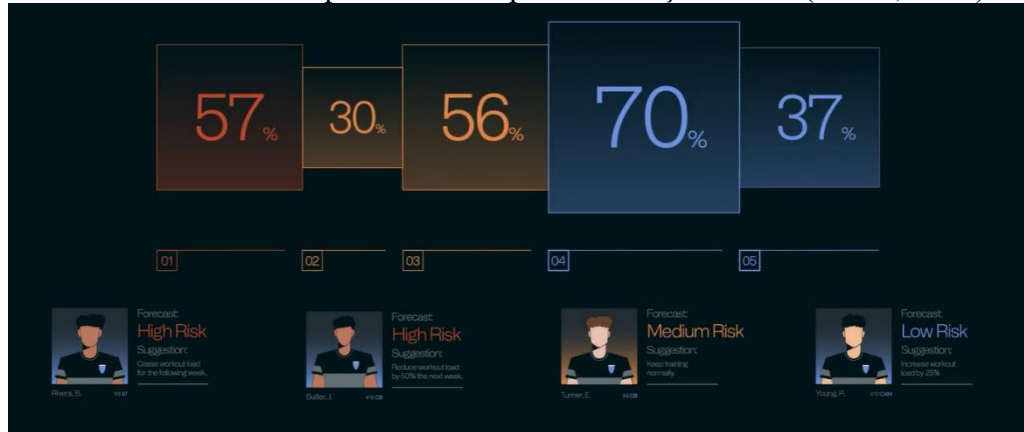 57%
30%
56%
70%
37%
01
02
03
04
05
Forecast:
High Risk
Suggestion:
Cease workout load
for the following week.
Rivera, S.
Forecast:
High Risk
Suggestion:
Reduce workout load
by 50% the next week.
Butler, J.
Forecast:
Medium Risk
Suggestion:
Keep training
normally.
Turner, E.
Forecast:
Low Risk
Suggestion:
Increase workout
load by 25%
Young, P.